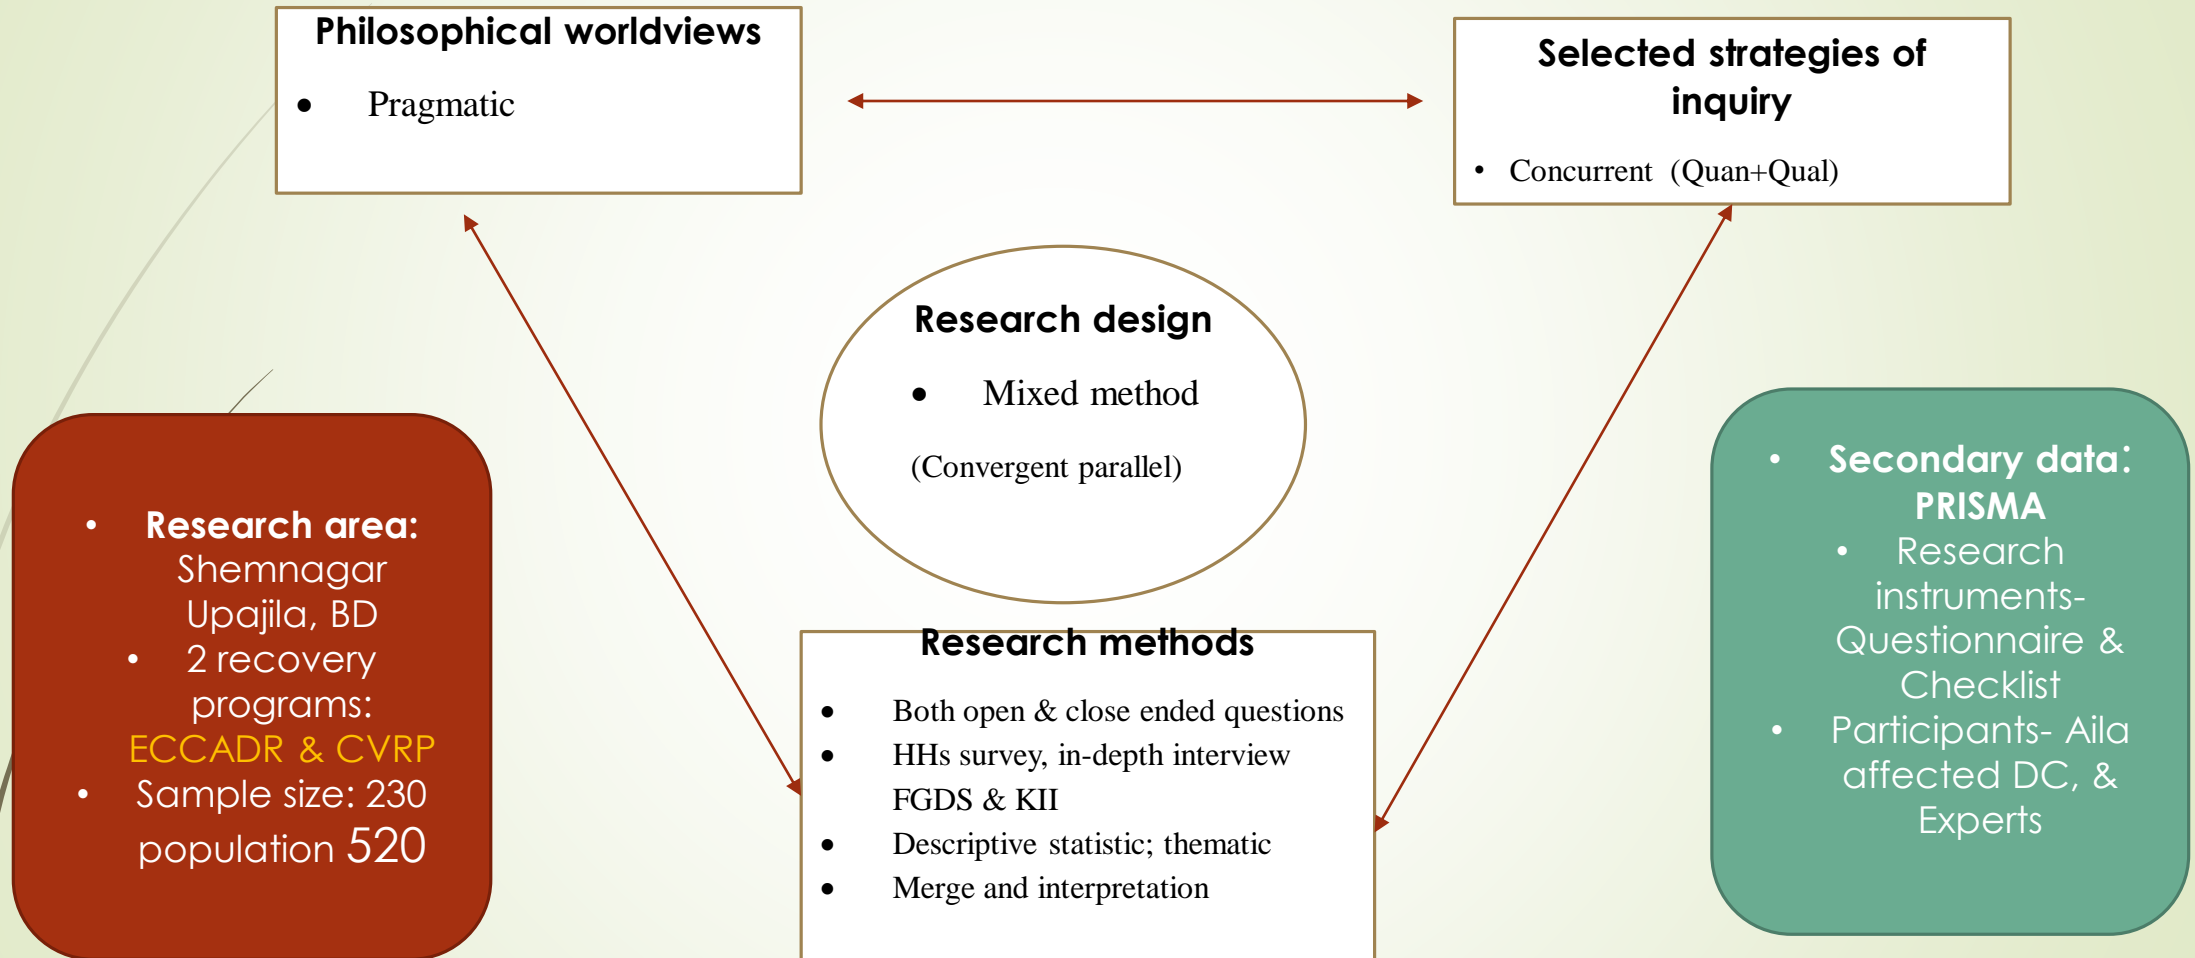 Philosophical worldviews
• Pragmatic
Selected strategies of
inquiry
• Concurrent (Quan+Qual)
Research design
• Mixed method
(Convergent parallel)
• Research area:
Shemnagar
Upajila, BD
• 2 recovery
programs:
ECCADR & CVRP
• Sample size: 230
population 520
Research methods
• Both open & close ended questions
• HHs survey, in-depth interview
FGDS & KII
• Descriptive statistic; thematic
• Merge and interpretation
• Secondary data:
PRISMA
• Research
instruments-
Questionnaire &
Checklist
• Participants- Aila
affected DC, &
Experts